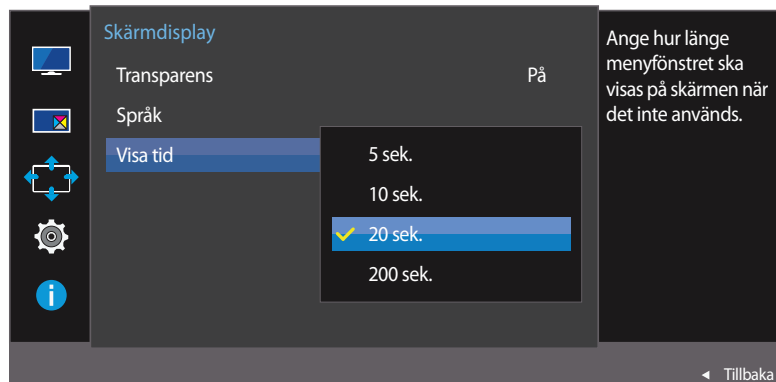 Skärmdisplay
Transparens På
Språk
Visa tid
5 sek.
10 sek.
20 sek.
200 sek.
Ange hur länge
menyfönstret ska
visas på skärmen när
det inte används.
Tillbaka